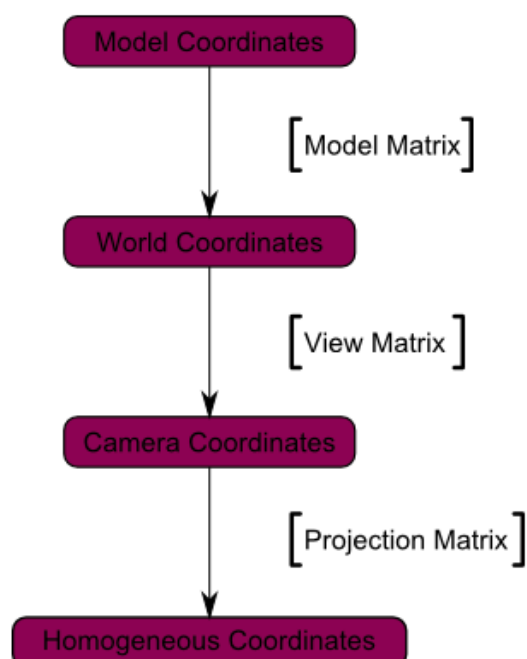 Model Coordinates
[Model Matrix]
World Coordinates
[View Matrix]
Camera Coordinates
[Projection Matrix]
Homogeneous Coordinates